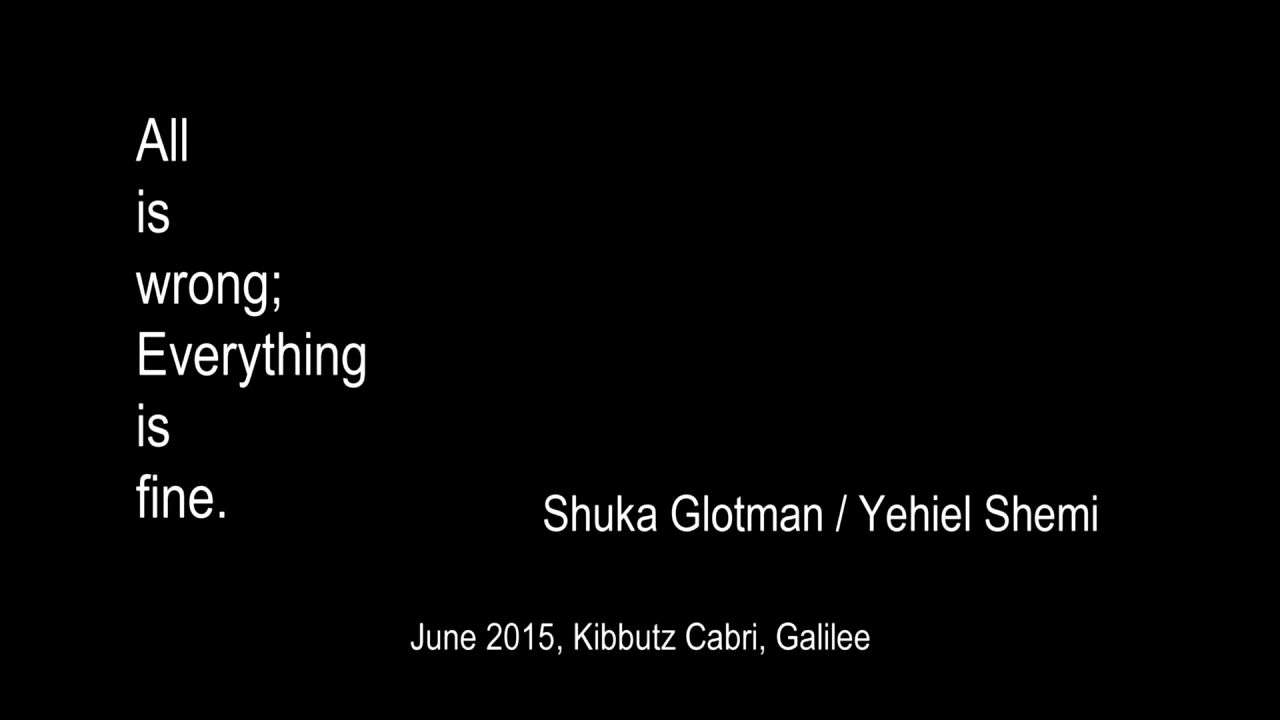 All
is
wrong;
Everything
is
fine.
Shuka Glotman / Yehiel Shemi
June 2015, Kibbutz Cabri, Galilee